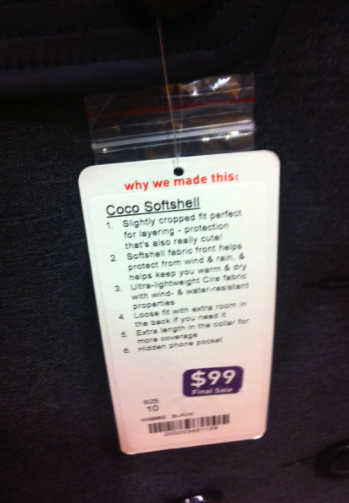 why we made this:
Coco Softshell
1. Slightly cropped fit perfect
for layering - protection
that's also really cute!
2. Softshell fabric front helps
protect from wind & rain, &
helps keep you warm & dry
3. Ultra-lightweight Cire fabric
with wind- & water-resistant
properties
4. Loose fit with extra room in
the back if you need it
5. Extra length in the collar for
more coverage
6. Hidden phone pocket
$99
Final Sale
SIZE
10
BLACK